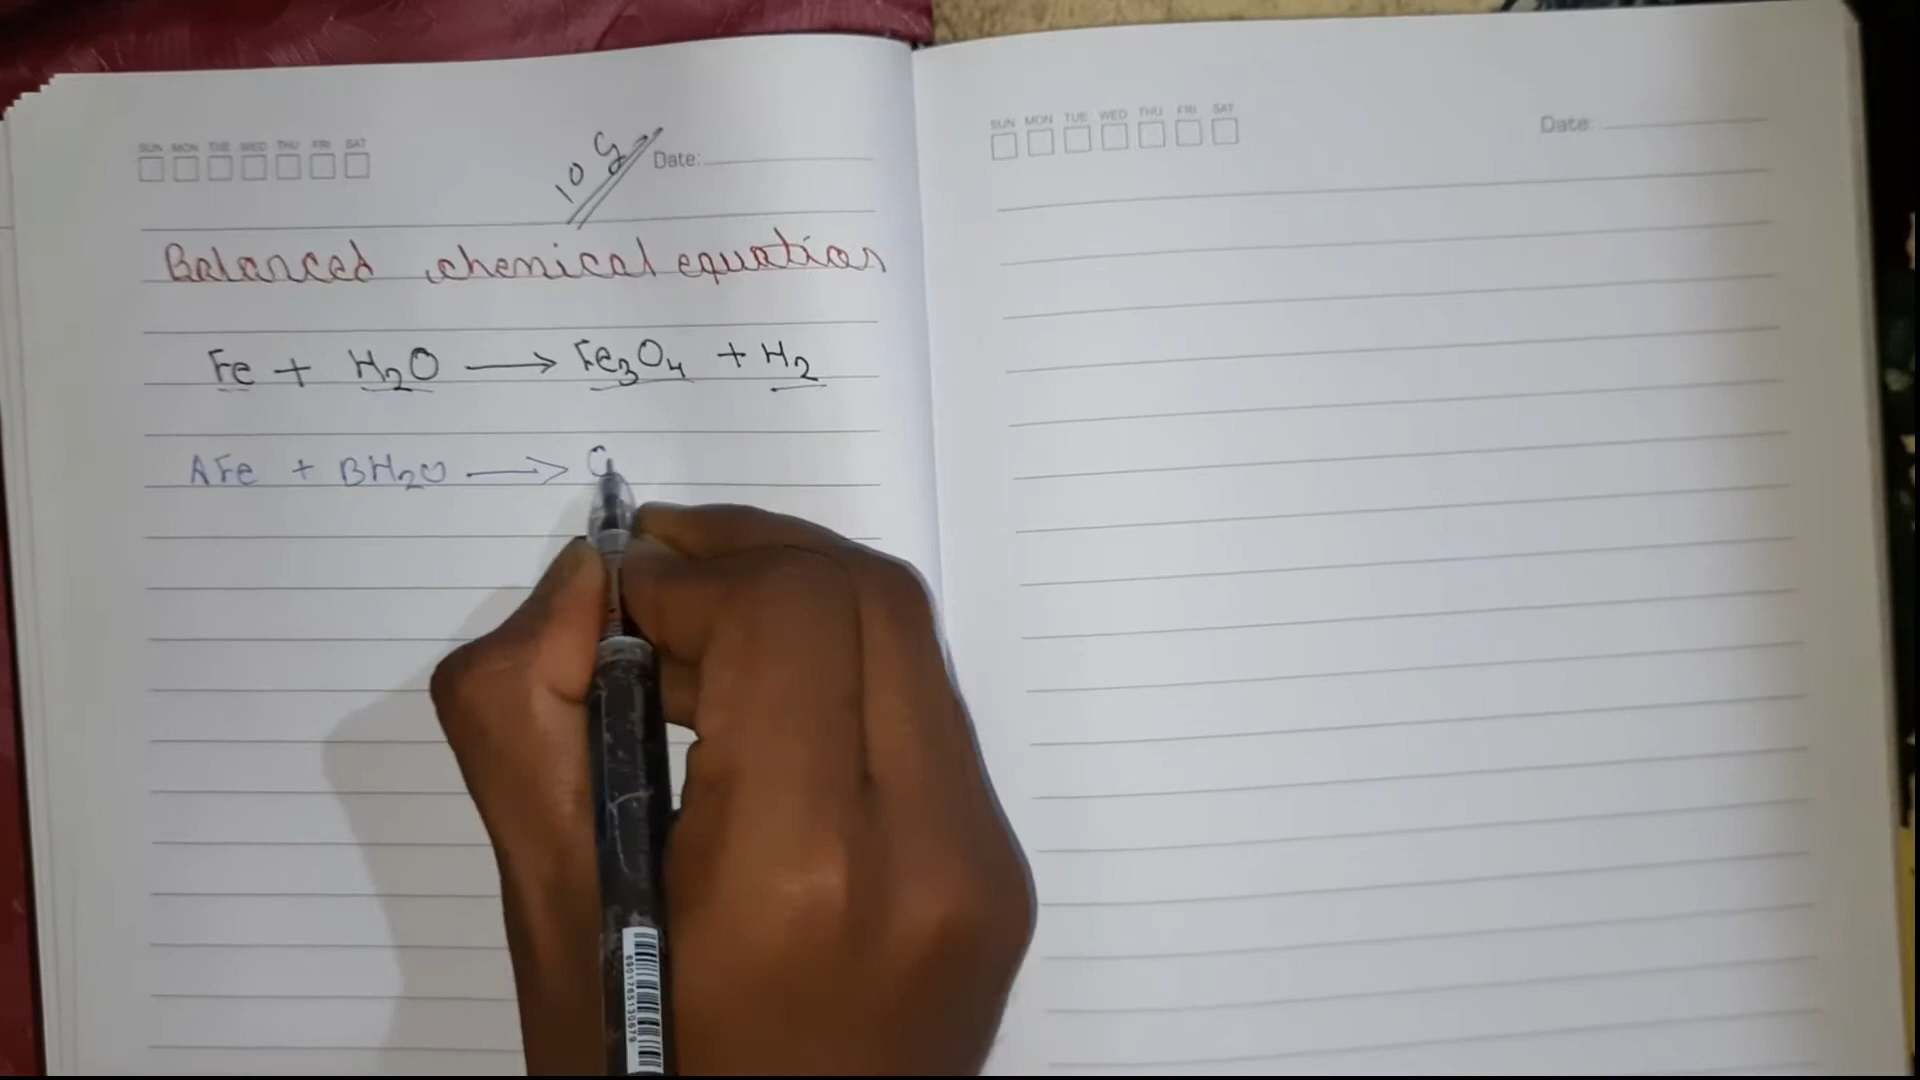 SUN MON TUE WED THU FRI SAT
10 G
Date:
Balanced chemical equation
Fe + H₂O ⟶ Fe₃O₄ + H₂
AFe + BH₂O ⟶ C
8901765130679
SUN MON TUE WED THU FRI SAT
Date: